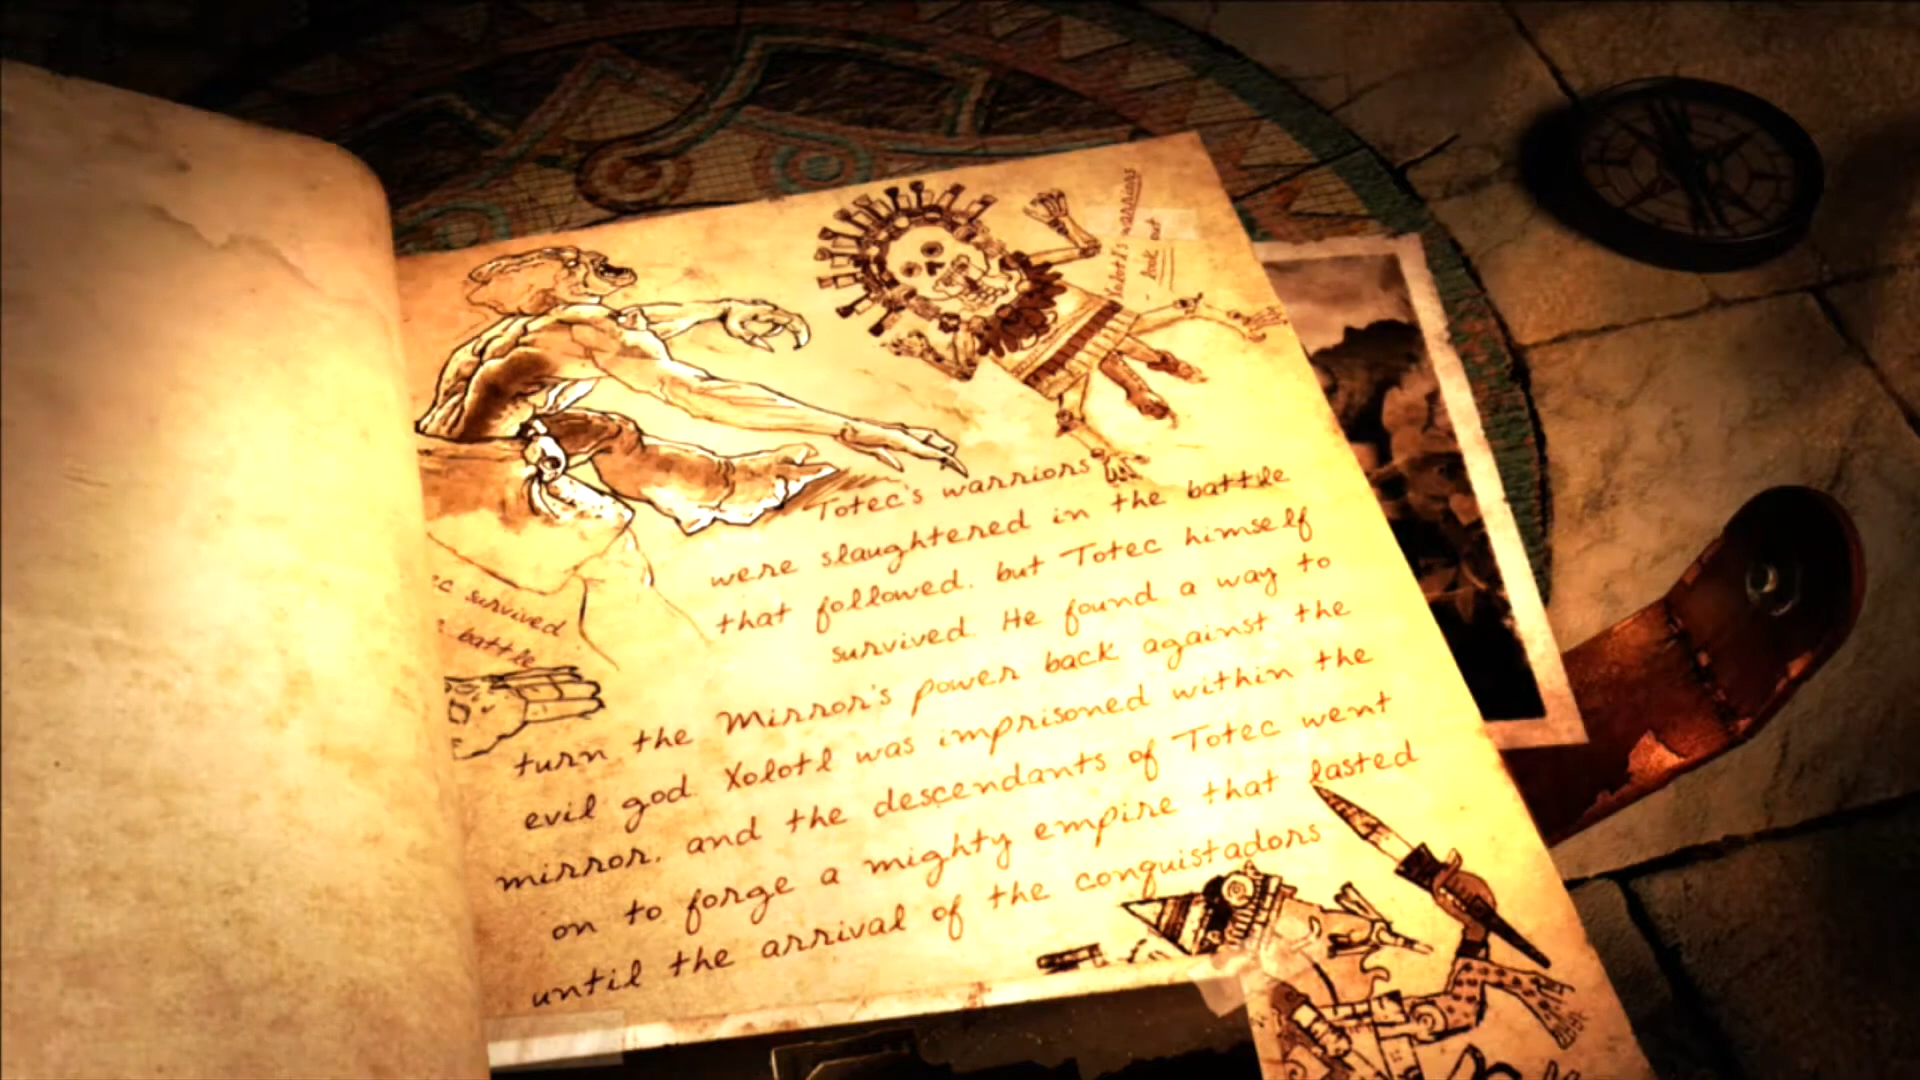 Xolotl's warriors
- look out
Totec's warriors
were slaughtered in the battle
that followed. but Totec himself
survived. He found a way to
turn the Mirror's power back against the
evil god. Xolotl was imprisoned within the
mirror, and the descendants of Totec went
on to forge a mighty empire that lasted
until the arrival of the conquistadors
survived
battle